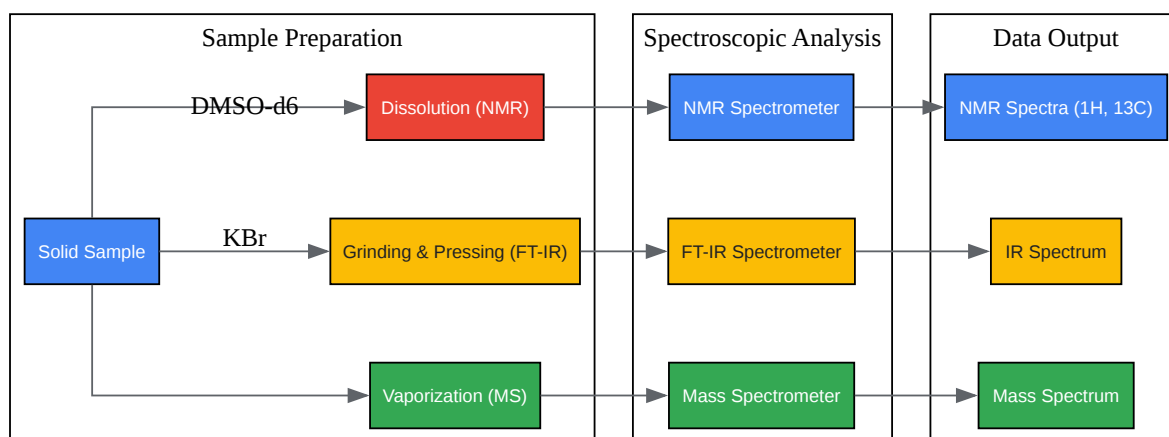 Sample Preparation
Spectroscopic Analysis
Data Output
DMSO-d6
Dissolution (NMR)
NMR Spectrometer
NMR Spectra (1H, 13C)
Solid Sample
KBr
Grinding & Pressing (FT-IR)
FT-IR Spectrometer
IR Spectrum
Vaporization (MS)
Mass Spectrometer
Mass Spectrum